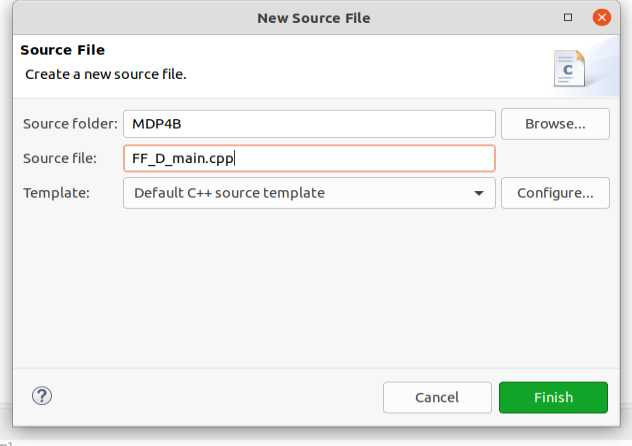 New Source File
Source File
Create a new source file.
C
Source folder: MDP4B Browse...
Source file: FF_D_main.cpp
Template: Default C++ source template Configure...
?
Cancel Finish